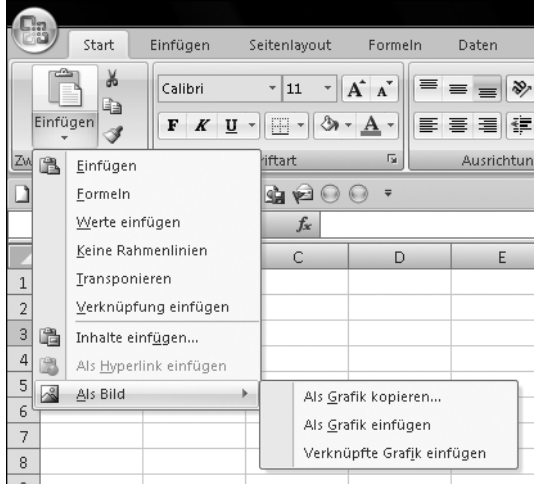 Start Einfügen Seitenlayout Formeln Daten
Calibri 11 A A
Einfügen
F K U A
Zw riftart Ausrichtun
Einfügen
Formeln
Werte einfügen
Keine Rahmenlinien
Transponieren
Verknüpfung einfügen
Inhalte einfügen...
Als Hyperlink einfügen
Als Bild
Als Grafik kopieren...
Als Grafik einfügen
Verknüpfte Grafik einfügen
fx
C D E
1
2
3
4
5
6
7
8